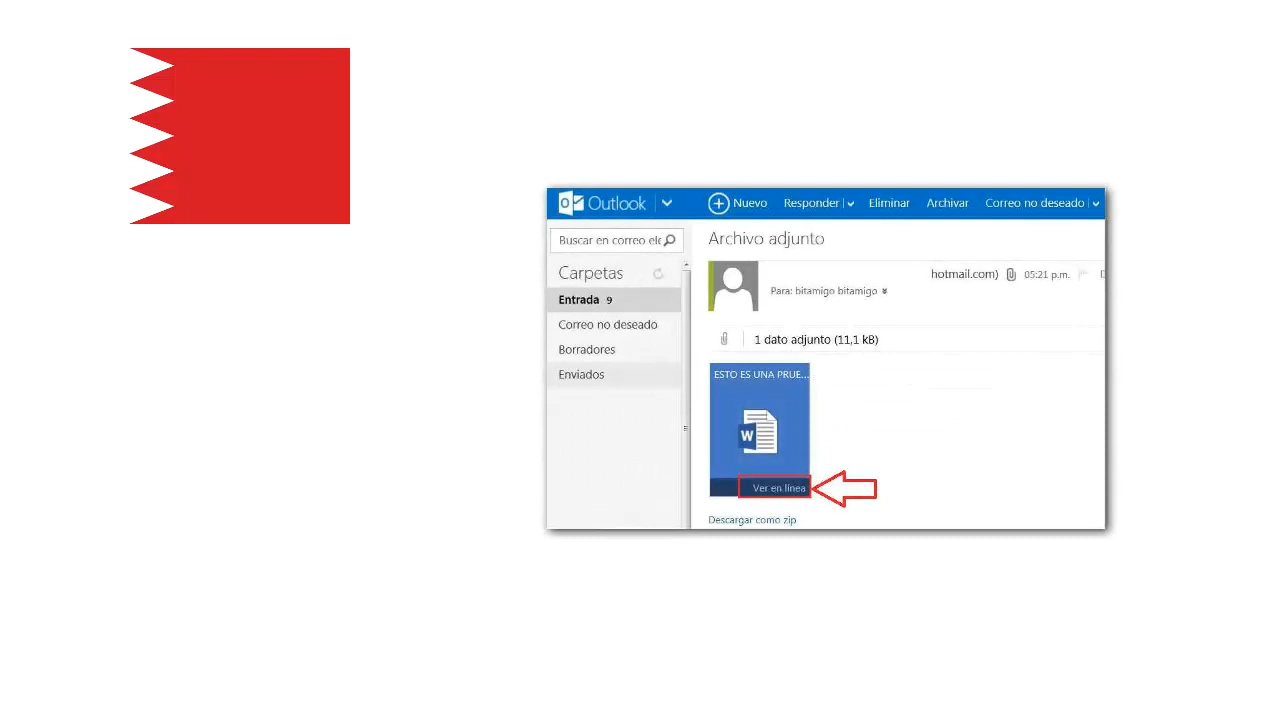 Outlook
Nuevo Responder Eliminar Archivar Correo no deseado
Buscar en correo ele
Archivo adjunto
Carpetas
hotmail.com) 05:21 p.m.
Para: bitamigo bitamigo
Entrada 9
Correo no deseado
1 dato adjunto (11,1 kB)
Borradores
Enviados
ESTO ES UNA PRUE...
W
Ver en línea
Descargar como zip